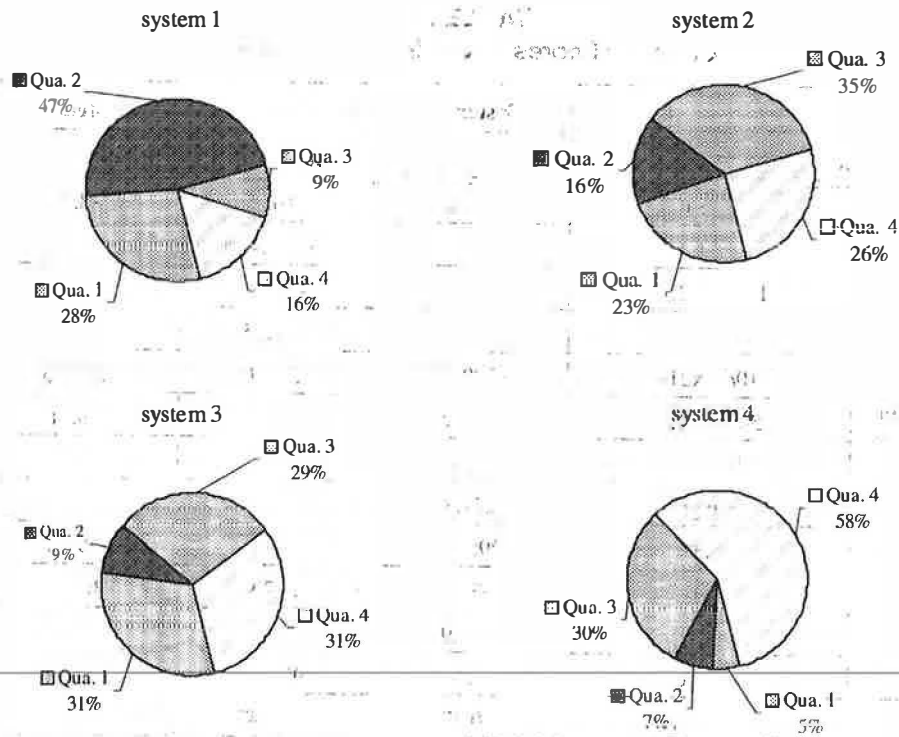 system 1
Qua. 2
47%
Qua. 3
9%
Qua. 4
16%
Qua. 1
28%
system 2
Qua. 3
35%
Qua. 2
16%
Qua. 4
26%
Qua. 1
23%
system 3
Qua. 3
29%
Qua. 2
9%
Qua. 4
31%
Qua. 1
31%
system 4
Qua. 4
58%
Qua. 3
30%
Qua. 2
7%
Qua. 1
5%